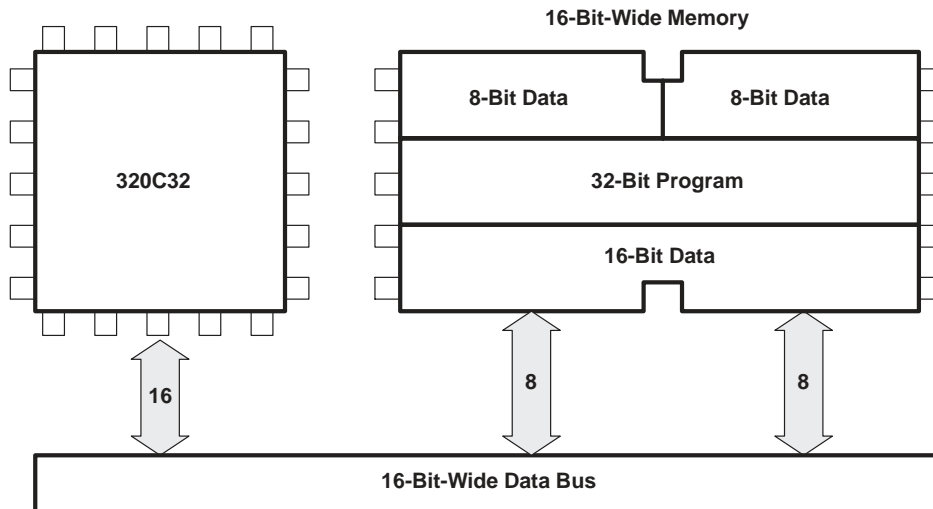 16-Bit-Wide Memory
8-Bit Data
8-Bit Data
320C32
32-Bit Program
16-Bit Data
16
8
8
16-Bit-Wide Data Bus